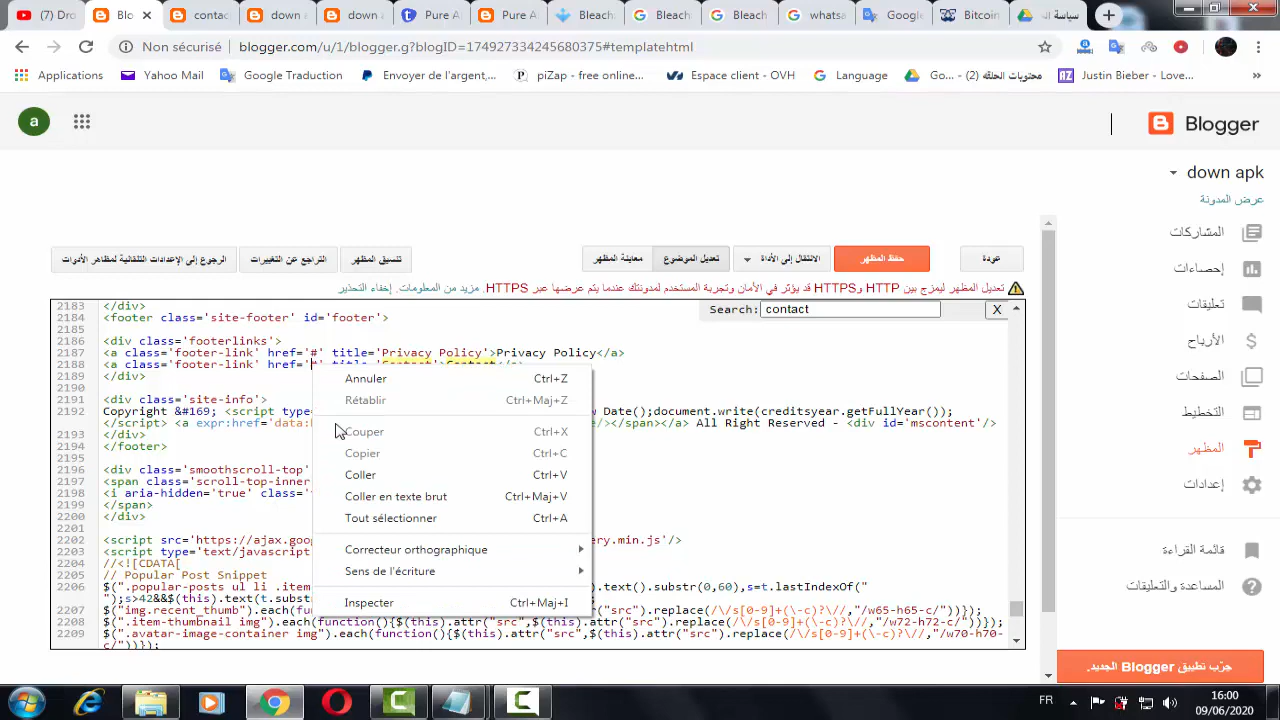 (7) Dro
Blo
contac
down a
down a
Pure A
Pure A
Bleach
Bleach
Bleach
whatsa
Google
Bitcoin
سياسة ال
Non sécurisé
blogger.com/u/1/blogger.g?blogID=174927334245680375#templatehtml
Applications
Yahoo Mail
Google Traduction
Envoyer de l'argent,...
piZap - free online...
Espace client - OVH
Language
Go... (2) محتويات الحلقه
Justin Bieber - Love...
a
Blogger
down apk
عرض المدونة
المشاركات
إحصاءات
تعليقات
الأرباح
الصفحات
التخطيط
المظهر
إعدادات
قائمة القراءة
المساعدة والتعليقات
جرّب تطبيق Blogger الجديد.
عودة
حفظ المظهر
الانتقال إلى الأداة
تعديل الموضوع
معاينة المظهر
تنسيق المظهر
التراجع عن التغييرات
الرجوع إلى الإعدادات التلقائية لمظاهر الأدوات
تعديل المظهر ليمزج بين HTTP وHTTPS قد يؤثر في الأمان وتجربة المستخدم لمدونتك عندما يتم عرضها عبر HTTPS. مزيد من المعلومات. إخفاء التحذير
Search: contact X
2183 </div>
2184 <footer class='site-footer' id='footer'>
2185
2186 <div class='footerlinks'>
2187 <a class='footer-link' href='#' title='Privacy Policy'>Privacy Policy</a>
2188 <a class='footer-link' href='#' title='Contact'>Contact</a>
2189 </div>
2190
2191 <div class='site-info'>
2192 Copyright &#169; <script type= w Date();document.write(creditsyear.getFullYear());
</script> <a expr:href='data:b e/></span></a> All Right Reserved - <div id='mscontent'/>
2193 </div>
2194 </footer>
2195
2196 <div class='smoothscroll-top'
2197 <span class='scroll-top-inner
2198 <i aria-hidden='true' class='
2199 </span>
2200 </div>
2201
2202 <script src='https://ajax.goo ery.min.js'/>
2203 <script type='text/javascript
2204 //<![CDATA[
2205 // Popular Post Snippet
2206 $(".popular-posts ul li .item ).text().substr(0,60),s=t.lastIndexOf("
");s>42&&$(this).text(t.subst
2207 $("img.recent_thumb").each(fu "src").replace(/\/s[0-9]+(\-c)?\//,"/w65-h65-c/"))});
2208 $(".item-thumbnail img").each(function(){$(this).attr("src",$(this).attr("src").replace(/\/s[0-9]+(\-c)?\//,"/w72-h72-c/"))});
2209 $(".avatar-image-container img").each(function(){$(this).attr("src",$(this).attr("src").replace(/\/s[0-9]+(\-c)?\//,"/w70-h70-
c/"))});
Annuler Ctrl+Z
Rétablir Ctrl+Maj+Z
Couper Ctrl+X
Copier Ctrl+C
Coller Ctrl+V
Coller en texte brut Ctrl+Maj+V
Tout sélectionner Ctrl+A
Correcteur orthographique
Sens de l'écriture
Inspecter Ctrl+Maj+I
FR
16:00
09/06/2020